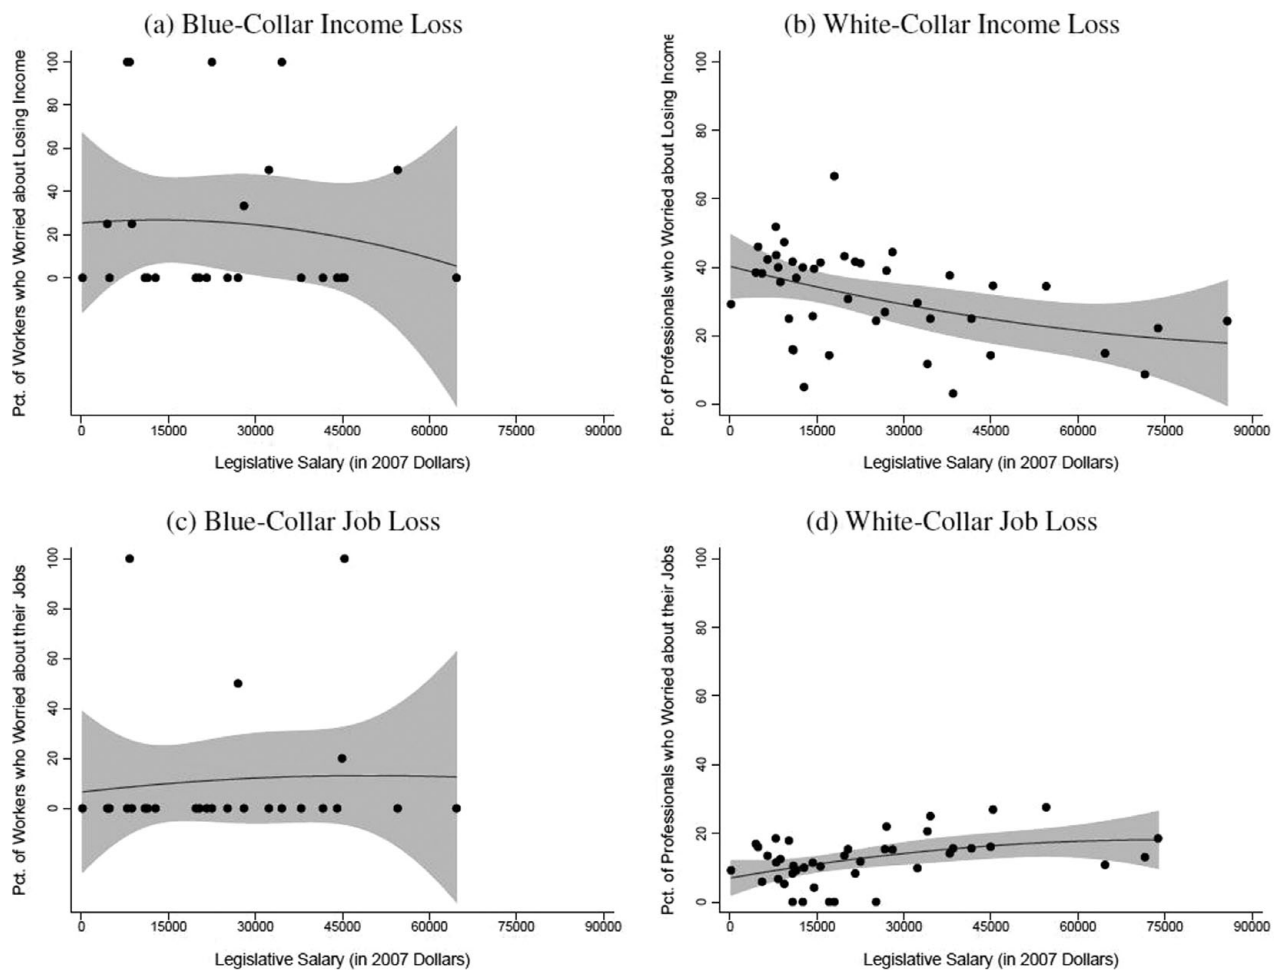 (a) Blue-Collar Income Loss
Pct. of Workers who Worried about Losing Income
100
80
60
40
20
0
0 15000 30000 45000 60000 75000 90000
Legislative Salary (in 2007 Dollars)
(b) White-Collar Income Loss
Pct. of Professionals who Worried about Losing Income
100
80
60
40
20
0
0 15000 30000 45000 60000 75000 90000
Legislative Salary (in 2007 Dollars)
(c) Blue-Collar Job Loss
Pct. of Workers who Worried about their Jobs
100
80
60
40
20
0
0 15000 30000 45000 60000 75000 90000
Legislative Salary (in 2007 Dollars)
(d) White-Collar Job Loss
Pct. of Professionals who Worried about their Jobs
100
80
60
40
20
0
0 15000 30000 45000 60000 75000 90000
Legislative Salary (in 2007 Dollars)